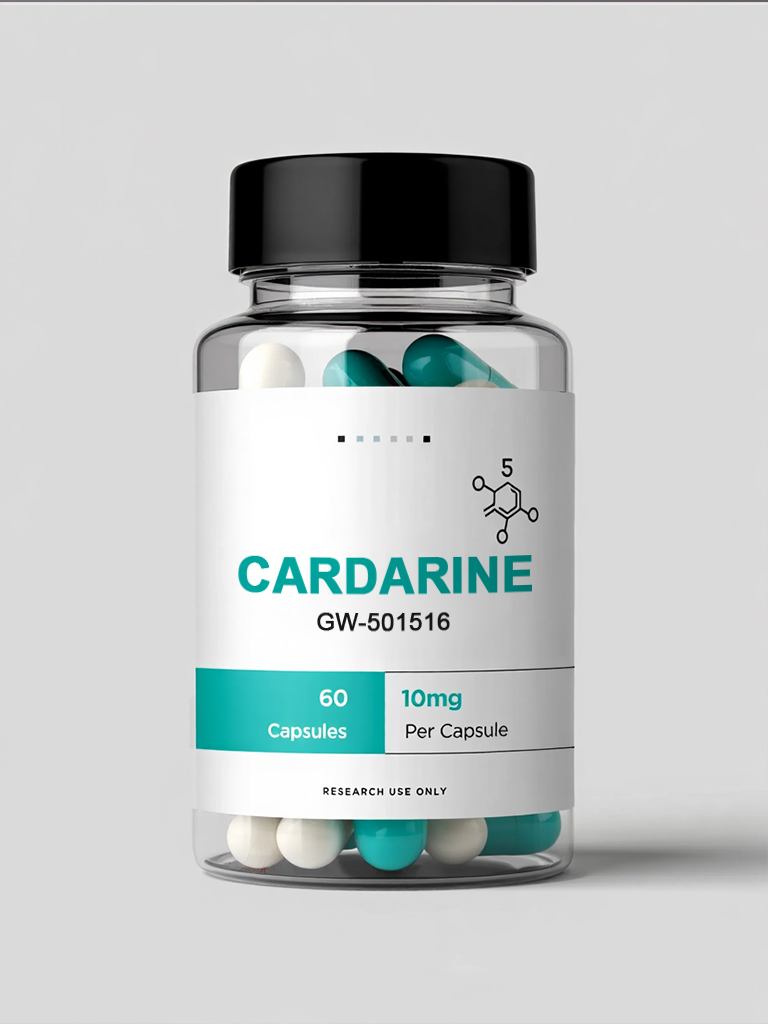 5
CARDARINE
GW-501516
60
Capsules
10mg
Per Capsule
RESEARCH USE ONLY